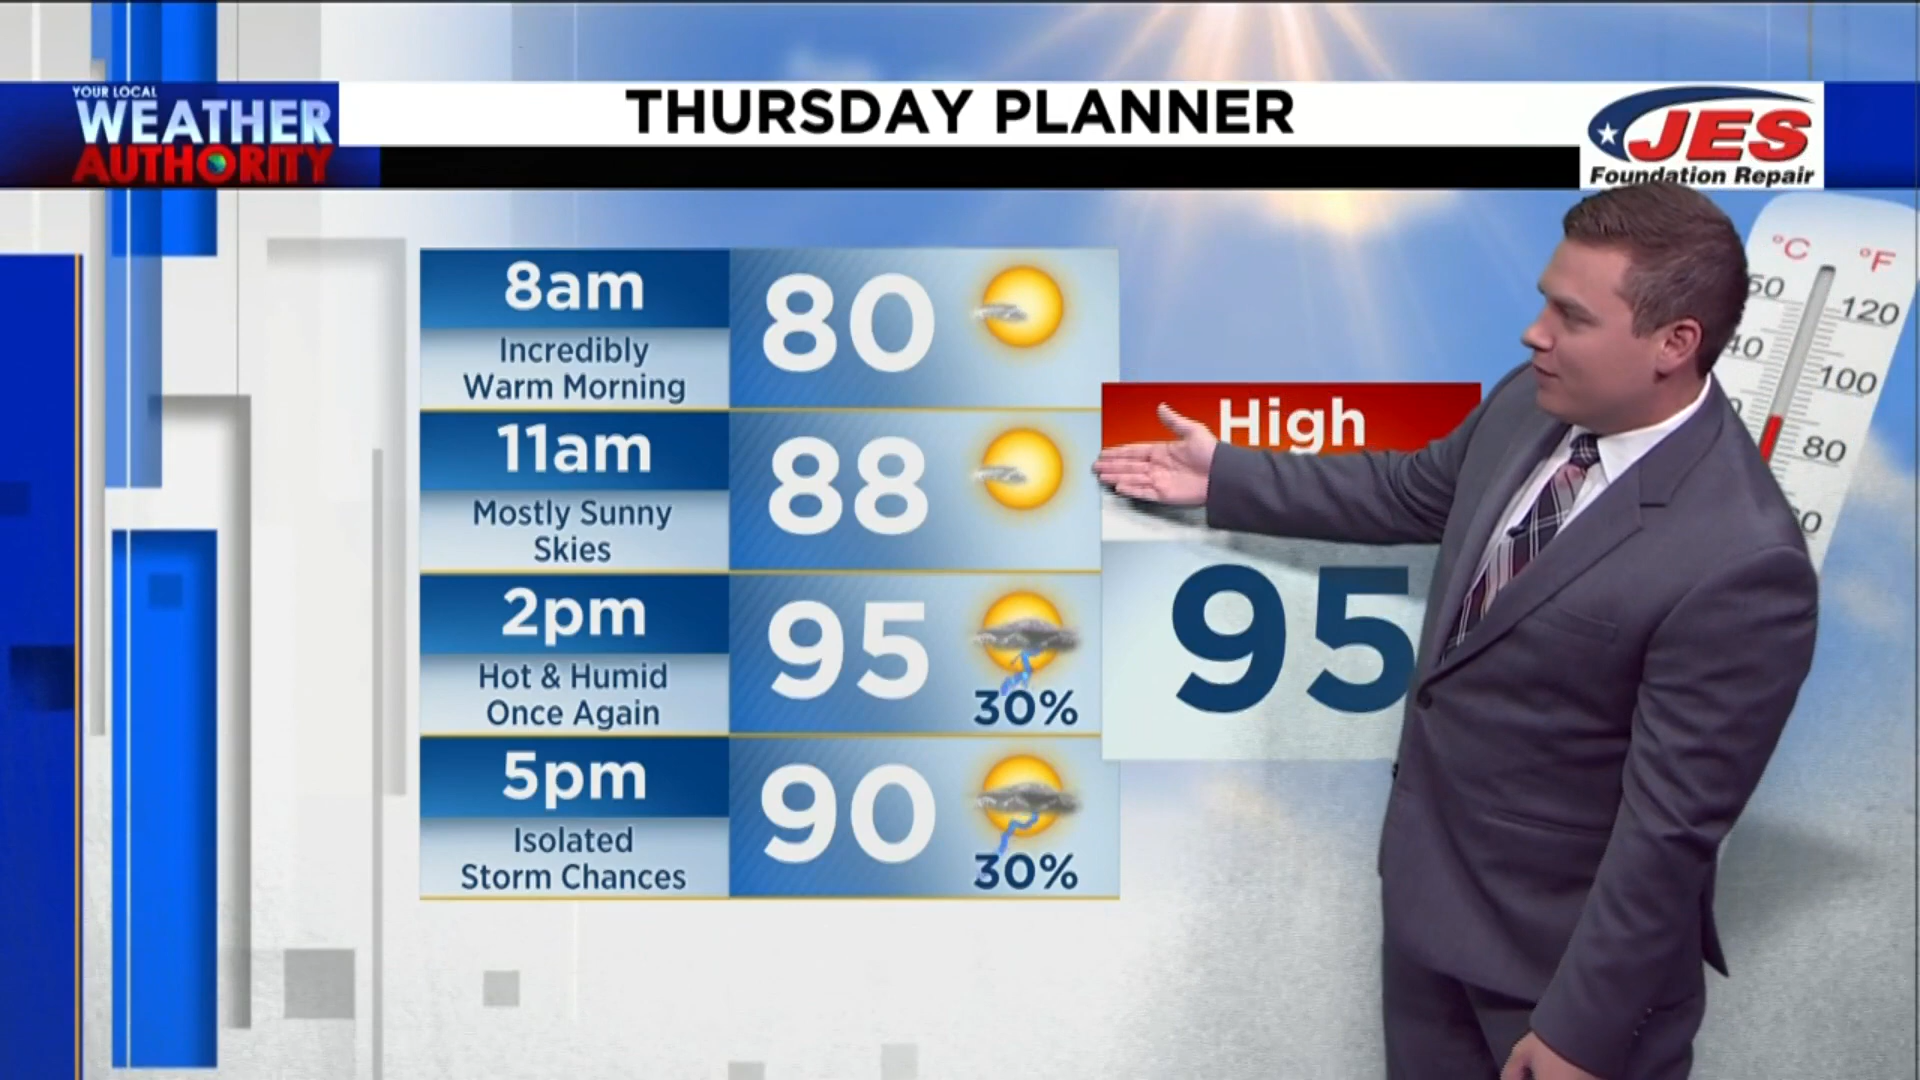 YOUR LOCAL
WEATHER
AUTHORITY
THURSDAY PLANNER
JES
Foundation Repair
8am
Incredibly
Warm Morning
80
11am
Mostly Sunny
Skies
88
2pm
Hot & Humid
Once Again
95
30%
5pm
Isolated
Storm Chances
90
30%
High
95
°C °F
50 120
40 100
80